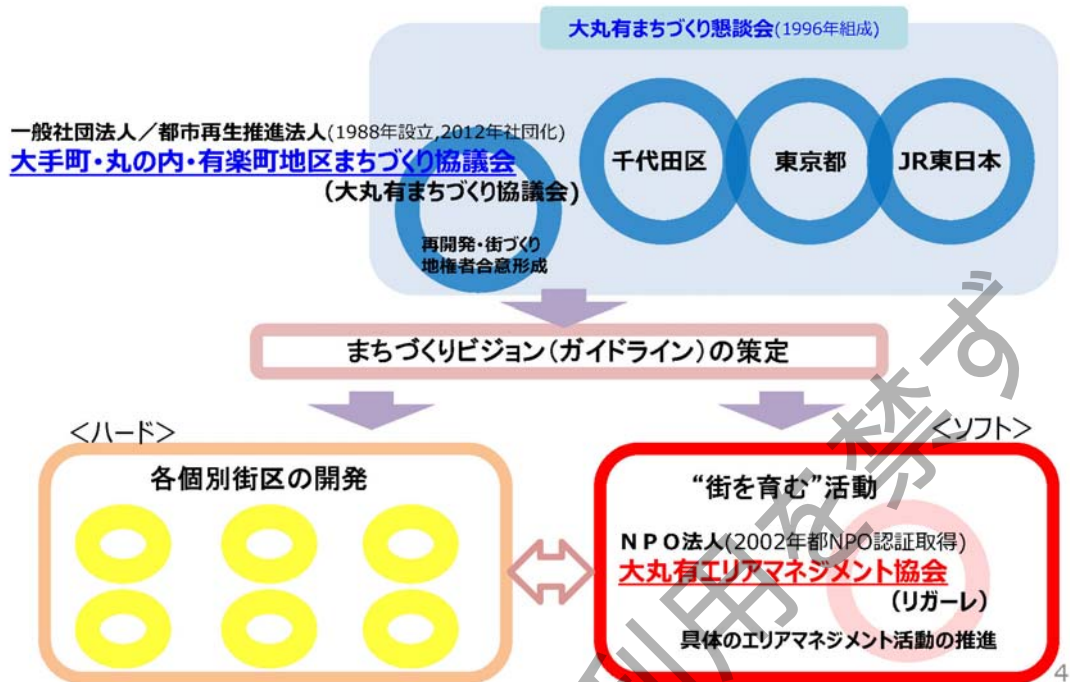 大丸有まちづくり懇談会(1996年組成)
一般社団法人／都市再生推進法人(1988年設立,2012年社団化)
大手町・丸の内・有楽町地区まちづくり協議会
(大丸有まちづくり協議会)
再開発・街づくり
地権者合意形成
千代田区
東京都
JR東日本
まちづくりビジョン(ガイドライン)の策定
＜ハード＞
各個別街区の開発
＜ソフト＞
“街を育む”活動
ＮＰＯ法人(2002年都NPO認証取得)
大丸有エリアマネジメント協会
(リガーレ)
具体のエリアマネジメント活動の推進
利用を禁ず
4